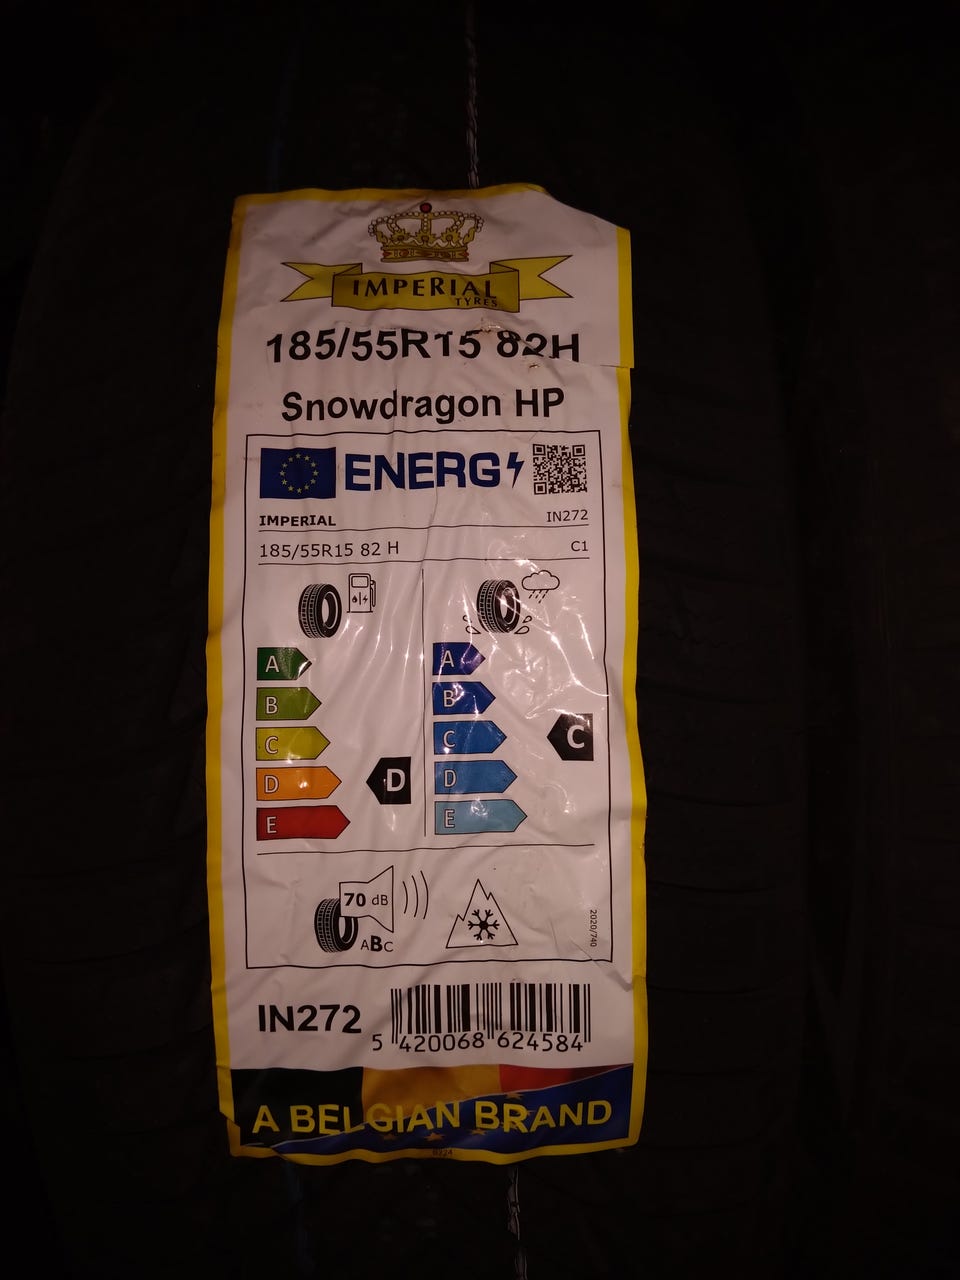 IMPERIAL
TYRES
185/55R15 82H
Snowdragon HP
ENERG
IMPERIAL IN272
185/55R15 82 H C1
A A
B B
C C C
D D D
E E
70 dB
ABC
2020/740
IN272
5 420068 624584
A BELGIAN BRAND